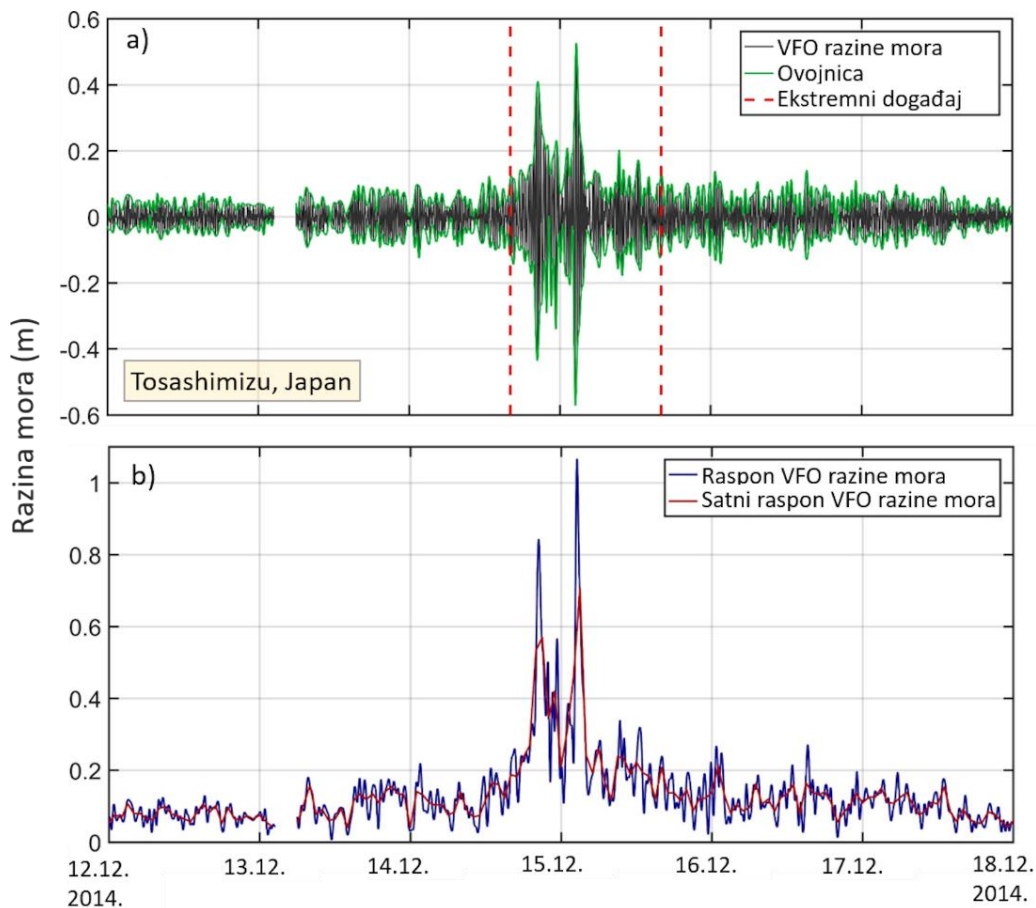 a)
VFO razine mora
Ovojnica
Ekstremni događaj
0.6
0.4
0.2
0
-0.2
-0.4
-0.6
Tosashimizu, Japan
Razina mora (m)
b)
Raspon VFO razine mora
Satni raspon VFO razine mora
1
0.8
0.6
0.4
0.2
0
12.12. 13.12. 14.12. 15.12. 16.12. 17.12. 18.12.
2014. 2014.